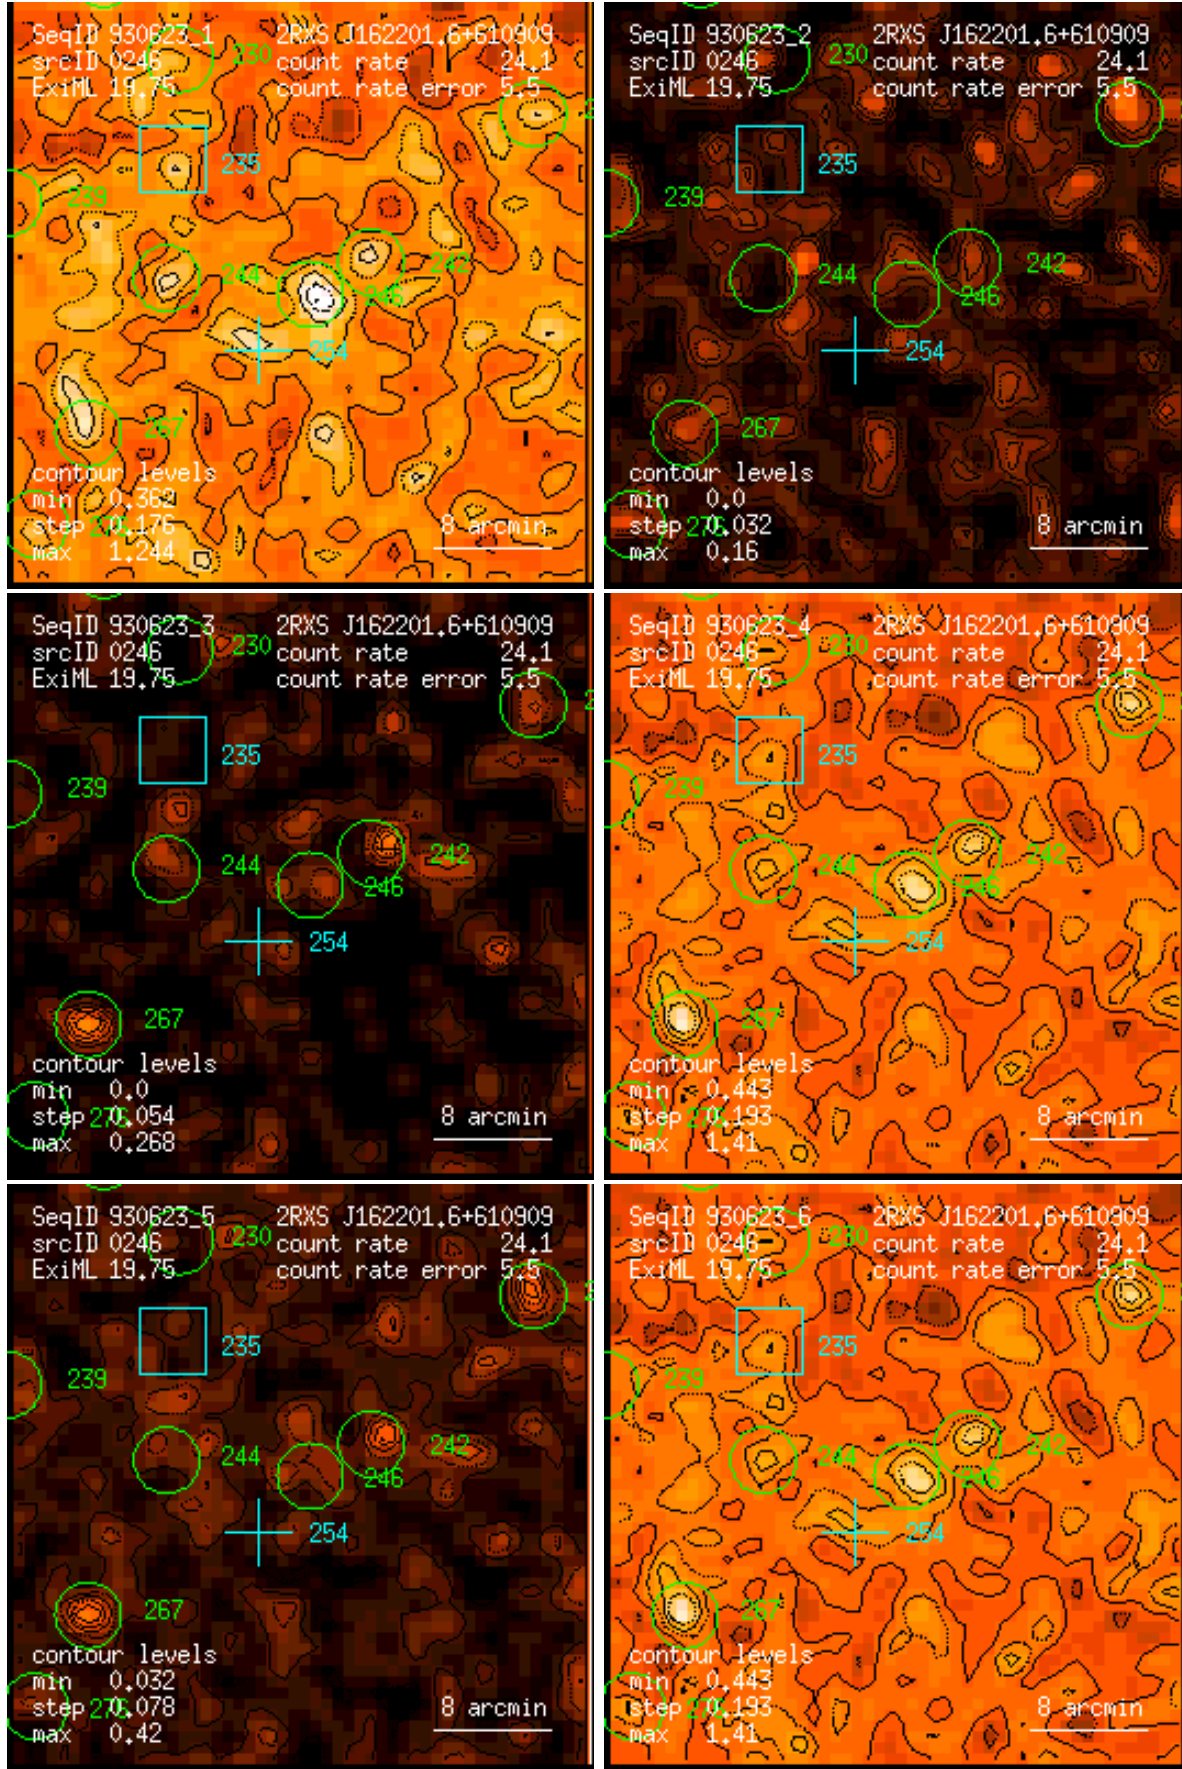 SeqID 930623_1 2RXS J162201.6+610909
srcID 0246 230 count rate 24.1
ExiML 19.75 count rate error 5.5
235
239
244 242
246
254
267
contour levels
min 0.362
step 0.176 276 8 arcmin
max 1.244
SeqID 930623_2 2RXS J162201.6+610909
srcID 0246 230 count rate 24.1
ExiML 19.75 count rate error 5.5
235
239
244 242
246
254
267
contour levels
min 0.0
step 0.032 276 8 arcmin
max 0.16
SeqID 930623_3 2RXS J162201.6+610909
srcID 0246 230 count rate 24.1
ExiML 19.75 count rate error 5.5
235
239
244 242
246
254
267
contour levels
min 0.0
step 0.054 276 8 arcmin
max 0.268
SeqID 930623_4 2RXS J162201.6+610909
srcID 0246 230 count rate 24.1
ExiML 19.75 count rate error 5.5
235
239
244 242
246
254
267
contour levels
min 0.443
step 0.193 276 8 arcmin
max 1.41
SeqID 930623_5 2RXS J162201.6+610909
srcID 0246 230 count rate 24.1
ExiML 19.75 count rate error 5.5
235
239
244 242
246
254
267
contour levels
min 0.032
step 0.078 276 8 arcmin
max 0.42
SeqID 930623_6 2RXS J162201.6+610909
srcID 0246 230 count rate 24.1
ExiML 19.75 count rate error 5.5
235
239
244 242
246
254
267
contour levels
min 0.443
step 0.193 276 8 arcmin
max 1.41